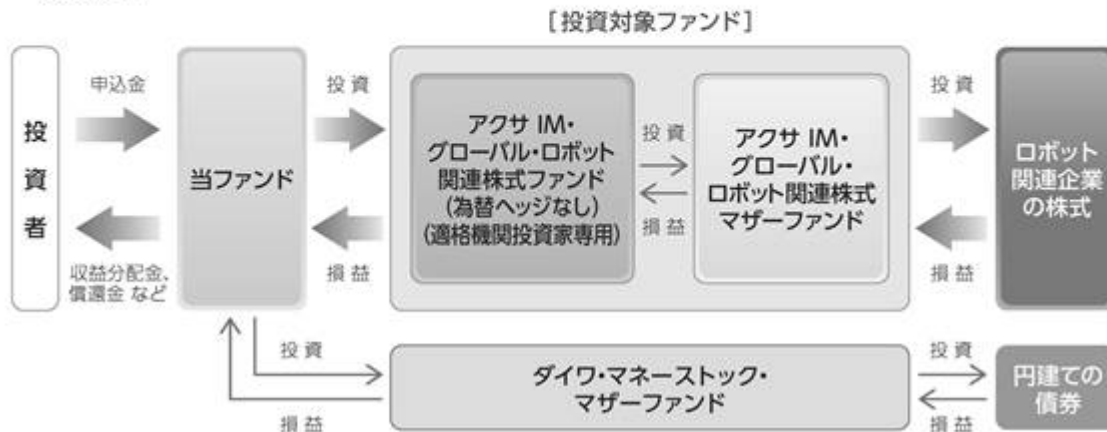 [投資対象ファンド]
投資者
申込金
収益分配金、
償還金 など
当ファンド
投資
損益
アクサ IM・
グローバル・ロボット
関連株式ファンド
(為替ヘッジなし)
(適格機関投資家専用)
投資
損益
アクサ IM・
グローバル・
ロボット関連株式
マザーファンド
投資
損益
ロボット
関連企業
の株式
投資
損益
ダイワ・マネーストック・
マザーファンド
投資
損益
円建ての
債券